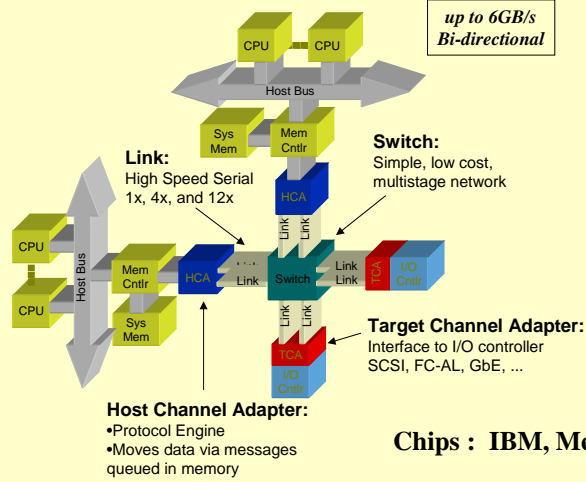 up to 6GB/s
Bi-directional
CPU CPU
Host Bus
Sys
Mem
Mem
Cntlr
Link:
High Speed Serial
1x, 4x, and 12x
Switch:
Simple, low cost,
multistage network
HCA
Link Link
CPU
CPU
Host Bus
Mem
Cntlr
Sys
Mem
HCA
Link
Link
Switch
Link
Link
TCA
I/O
Cntlr
Link Link
TCA
I/O
Cntlr
Target Channel Adapter:
Interface to I/O controller
SCSI, FC-AL, GbE, ...
Host Channel Adapter:
•Protocol Engine
•Moves data via messages
queued in memory
Chips : IBM,